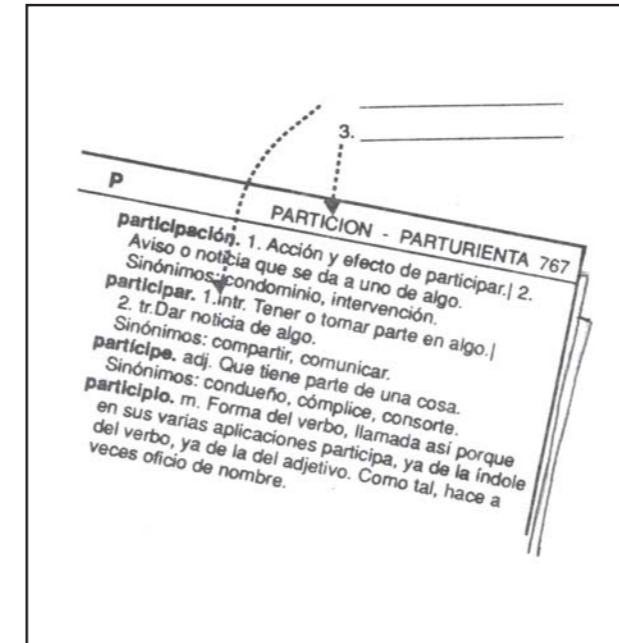 3.
P PARTICION - PARTURIENTA 767
participación. 1. Acción y efecto de participar.| 2.
Aviso o noticia que se da a uno de algo.
Sinónimos: condominio, intervención.
participar. 1.intr. Tener o tomar parte en algo.|
2. tr.Dar noticia de algo.
Sinónimos: compartir, comunicar.
partícipe. adj. Que tiene parte de una cosa.
Sinónimos: condueño, cómplice, consorte.
participio. m. Forma del verbo, llamada así porque
en sus varias aplicaciones participa, ya de la índole
del verbo, ya de la del adjetivo. Como tal, hace a
veces oficio de nombre.